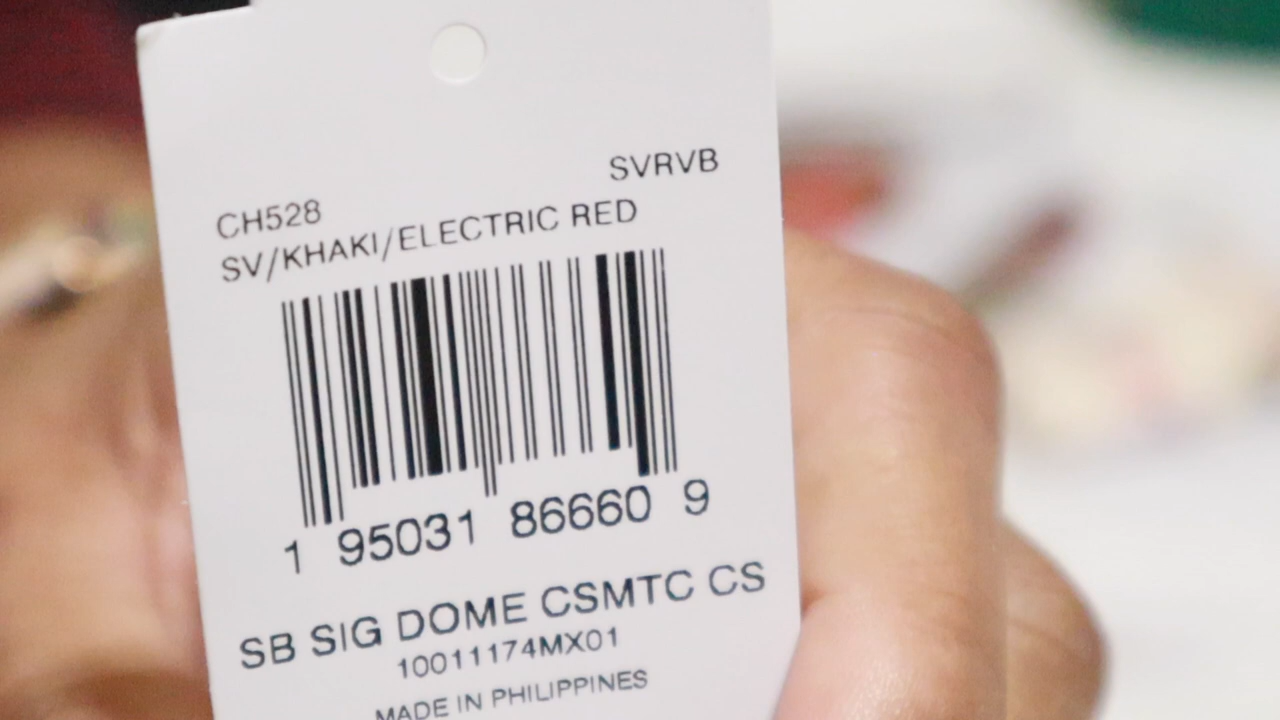 SVRVB
CH528
SV/KHAKI/ELECTRIC RED
1 95031 86660 9
SB SIG DOME CSMTC CS
10011174MX01
MADE IN PHILIPPINES